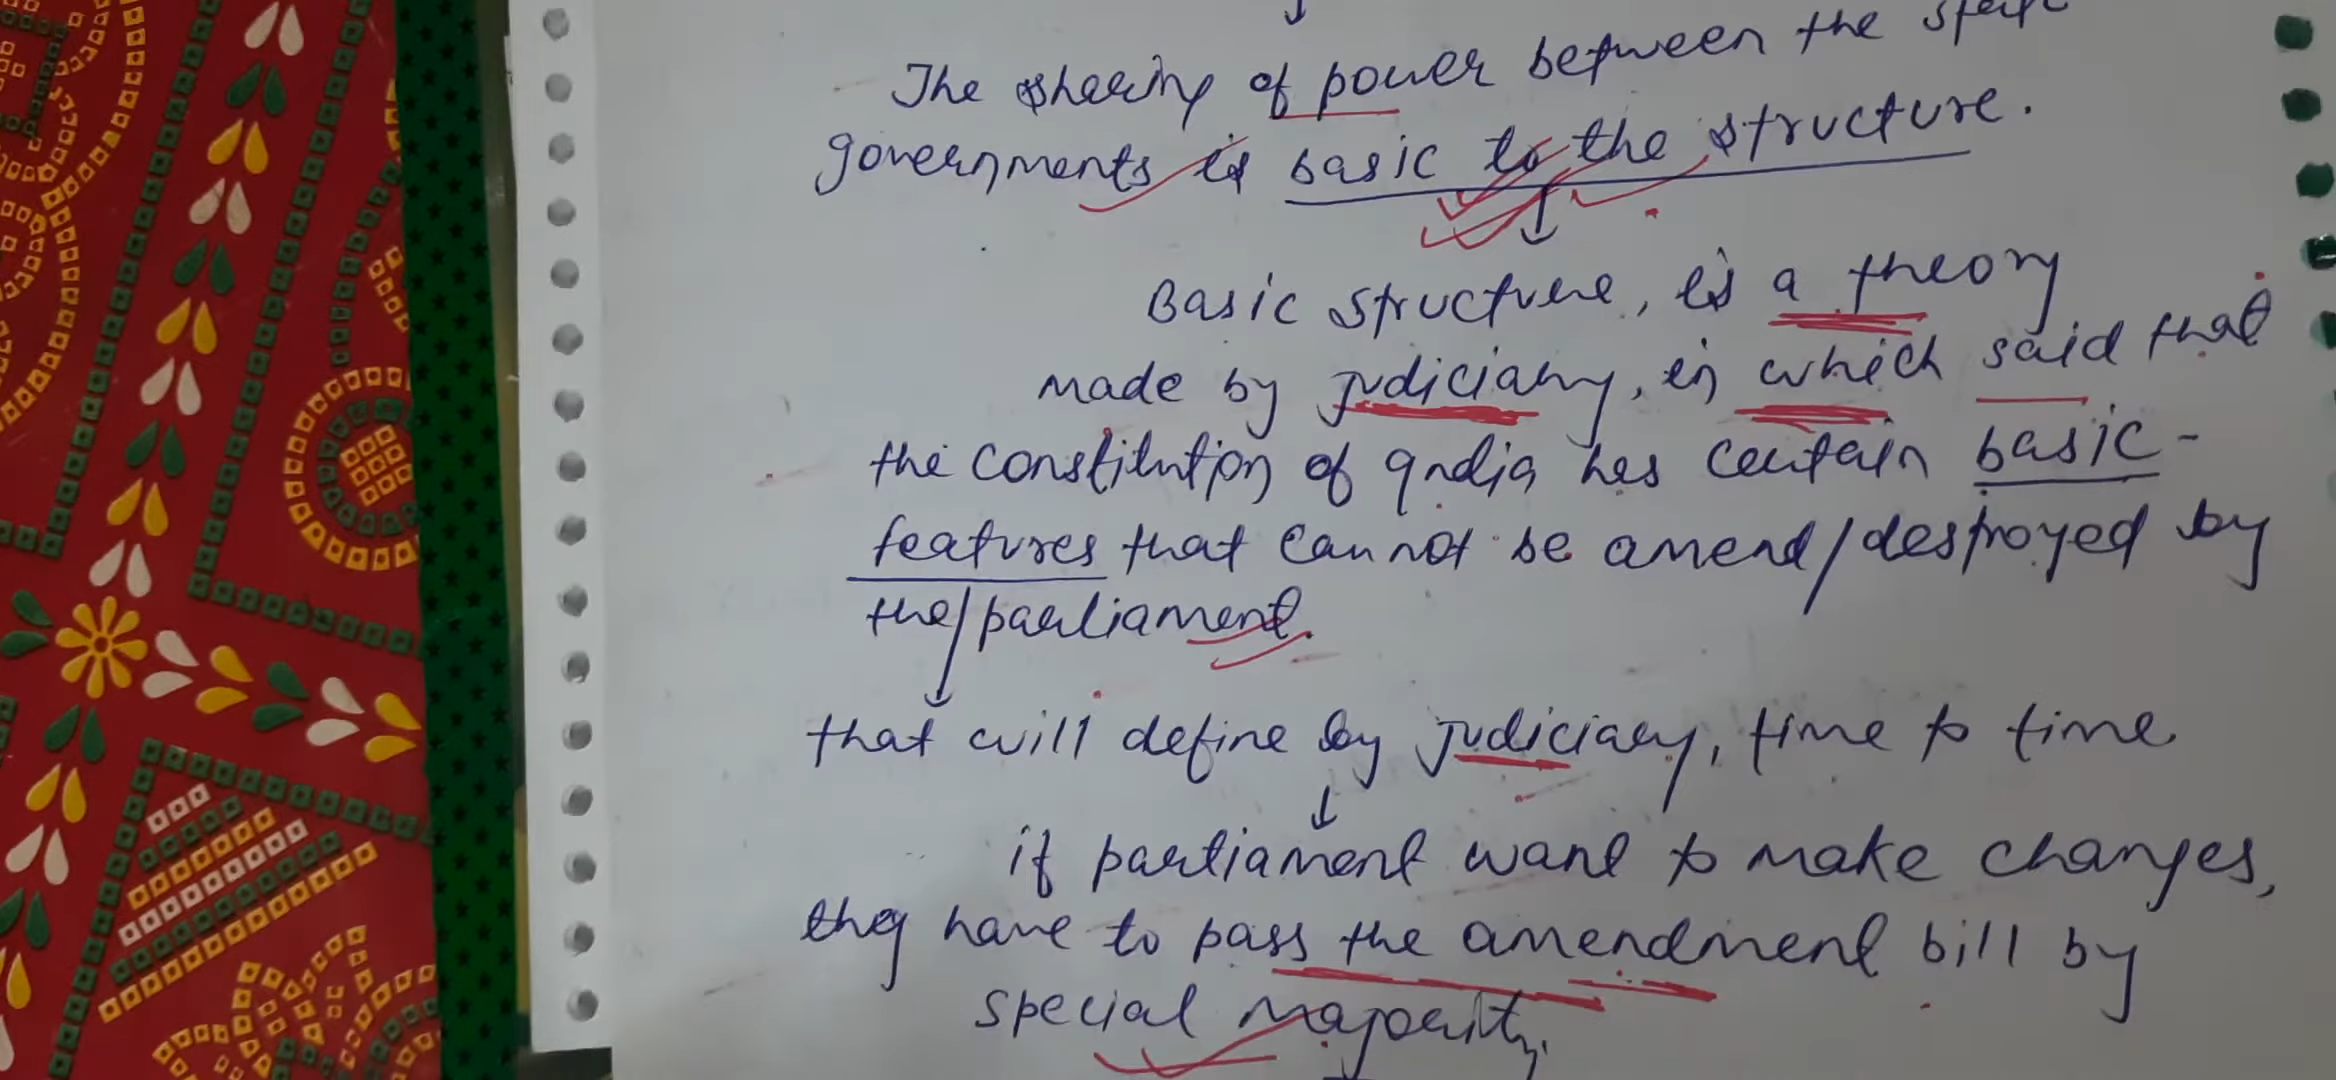 The sharing of power between the state
governments is basic to the structure.
Basic structure, is a theory
made by judiciary, in which said that
the constitution of India has certain basic-
features that cannot be amend/destroyed by
the parliament.
that will define by judiciary, time to time
if parliament want to make changes,
they have to pass the amendment bill by
special majority.